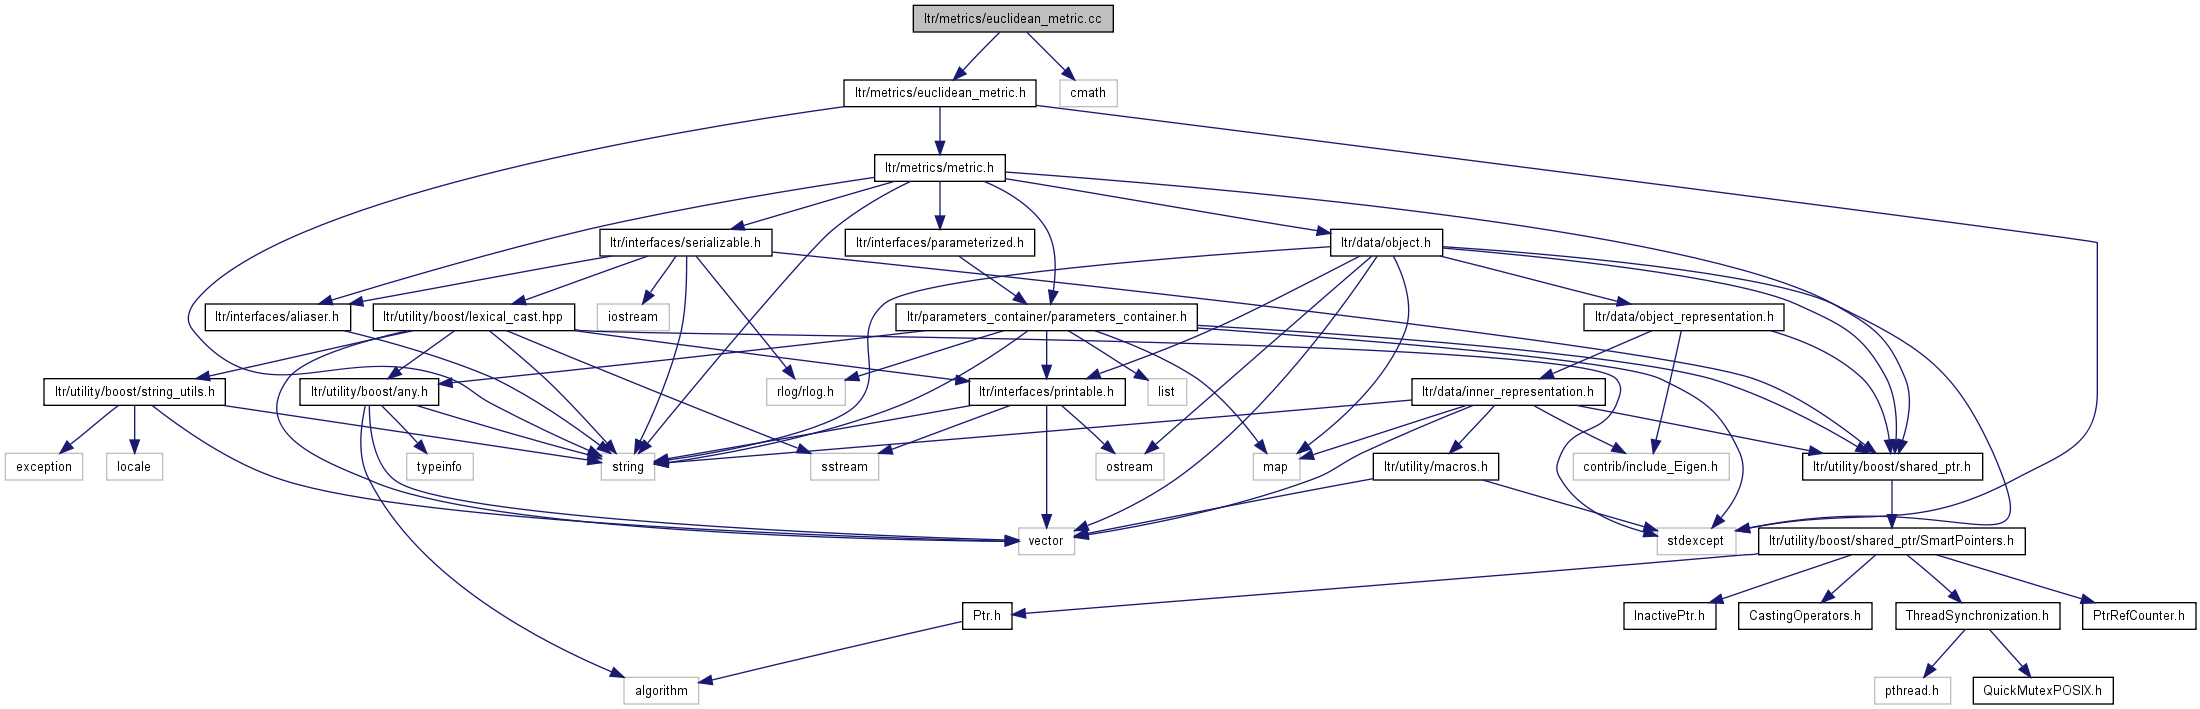 ltr/metrics/euclidean_metric.cc
ltr/metrics/euclidean_metric.h
cmath
ltr/metrics/metric.h
ltr/interfaces/serializable.h
ltr/interfaces/parameterized.h
ltr/data/object.h
ltr/interfaces/aliaser.h
ltr/utility/boost/lexical_cast.hpp
iostream
ltr/parameters_container/parameters_container.h
ltr/data/object_representation.h
ltr/utility/boost/string_utils.h
ltr/utility/boost/any.h
rlog/rlog.h
ltr/interfaces/printable.h
list
ltr/data/inner_representation.h
exception
locale
typeinfo
string
sstream
ostream
map
ltr/utility/macros.h
contrib/include_Eigen.h
ltr/utility/boost/shared_ptr.h
vector
stdexcept
ltr/utility/boost/shared_ptr/SmartPointers.h
Ptr.h
InactivePtr.h
CastingOperators.h
ThreadSynchronization.h
PtrRefCounter.h
algorithm
pthread.h
QuickMutexPOSIX.h